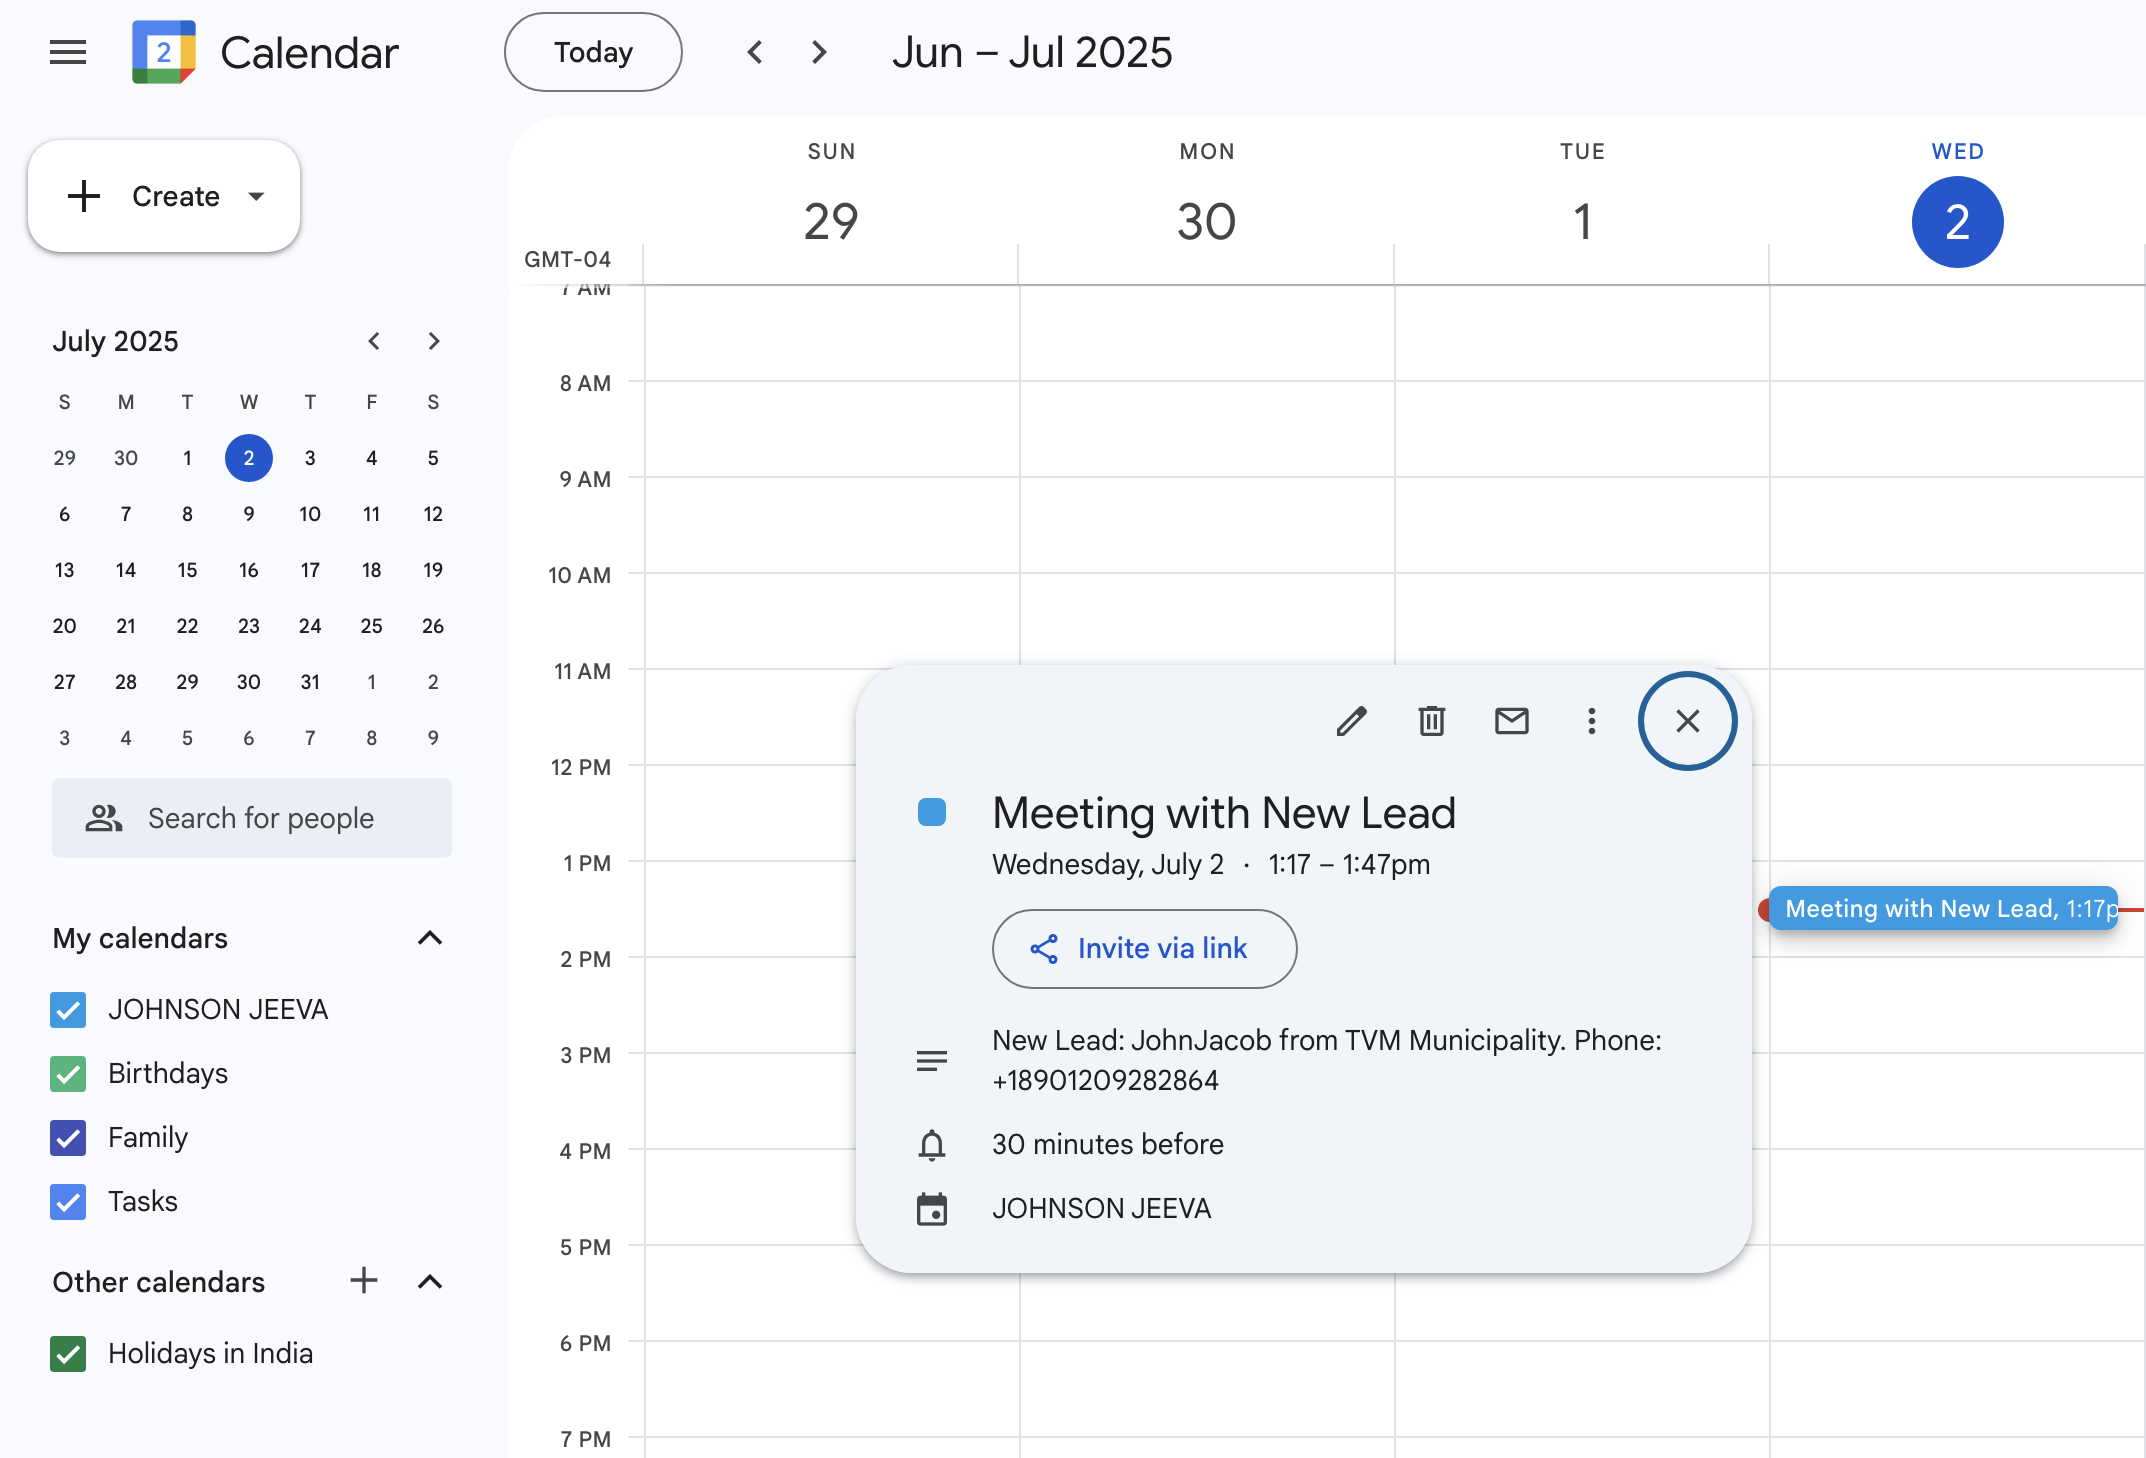 2 Calendar Today Jun – Jul 2025
Create
SUN MON TUE WED
29 30 1 2
GMT-04
7 AM
8 AM
9 AM
10 AM
11 AM
12 PM
1 PM
2 PM
3 PM
4 PM
5 PM
6 PM
7 PM
July 2025
S M T W T F S
29 30 1 2 3 4 5
6 7 8 9 10 11 12
13 14 15 16 17 18 19
20 21 22 23 24 25 26
27 28 29 30 31 1 2
3 4 5 6 7 8 9
Search for people
My calendars
JOHNSON JEEVA
Birthdays
Family
Tasks
Other calendars
Holidays in India
Meeting with New Lead
Wednesday, July 2 · 1:17 – 1:47pm
Invite via link
New Lead: JohnJacob from TVM Municipality. Phone:
+18901209282864
30 minutes before
JOHNSON JEEVA
Meeting with New Lead, 1:17p